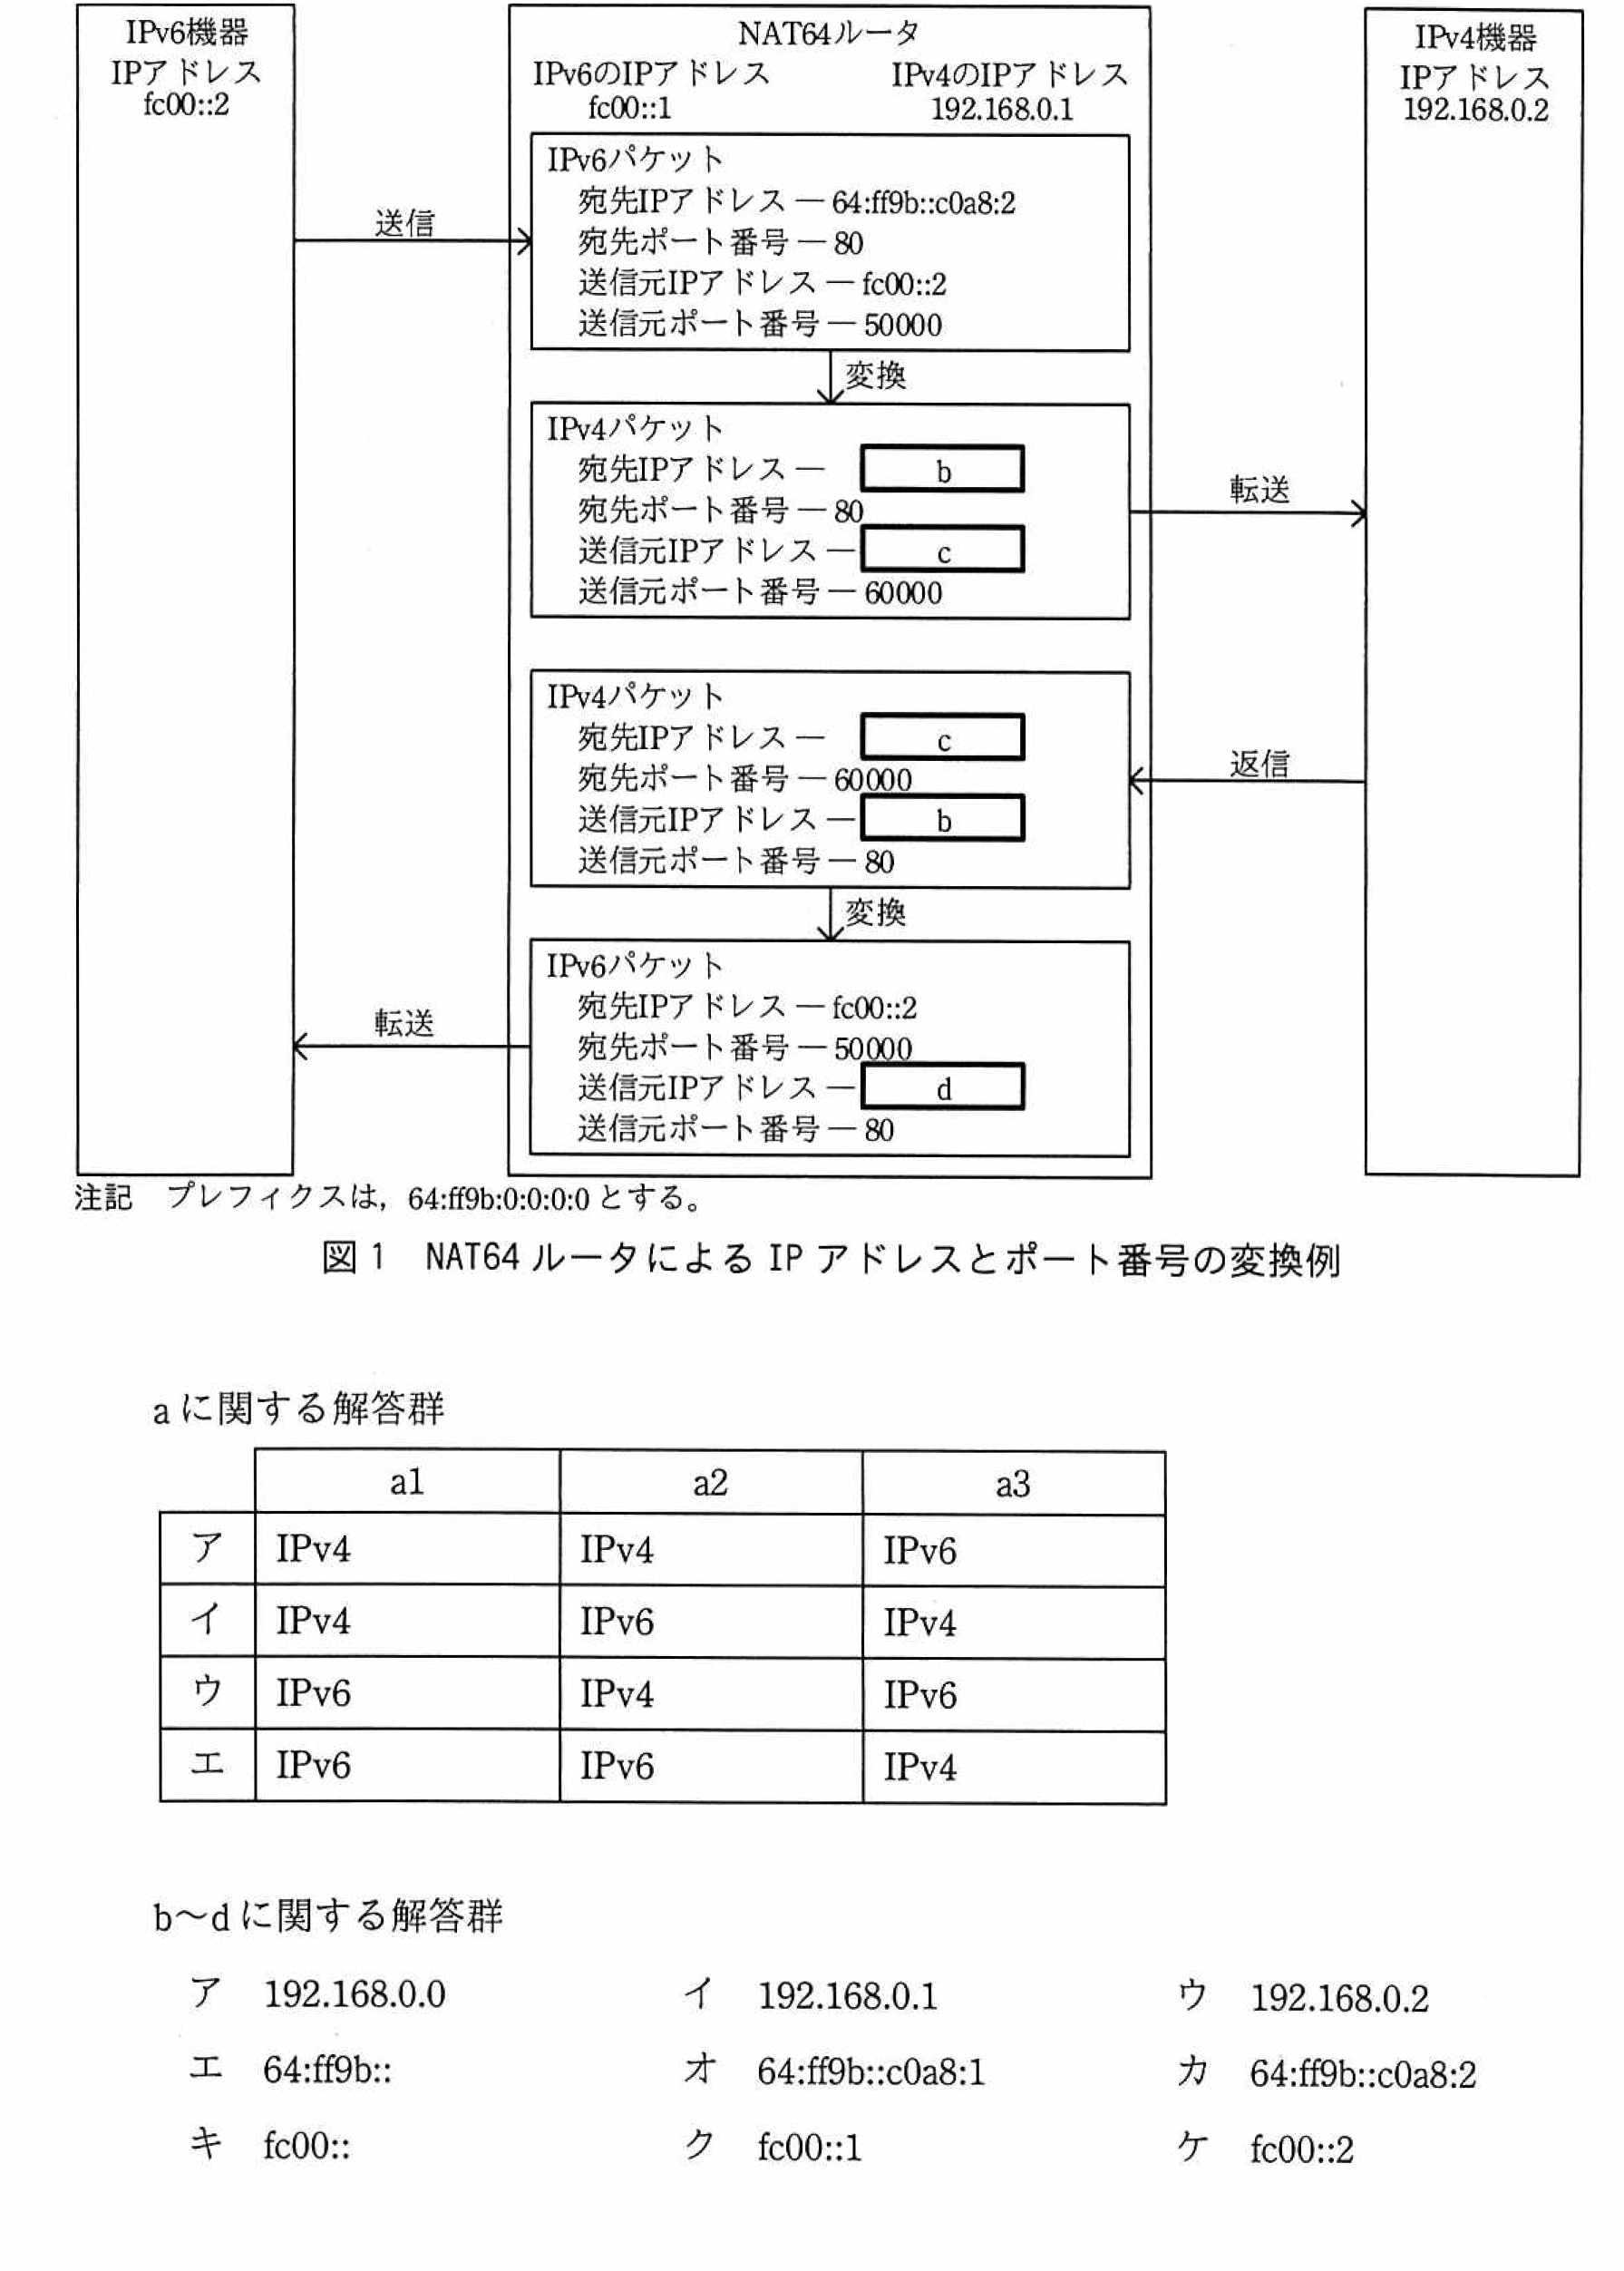 IPv6機器
IPアドレス
fc00::2
NAT64ルータ
IPv6のIPアドレス
fc00::1
IPv4のIPアドレス
192.168.0.1
IPv4機器
IPアドレス
192.168.0.2
IPv6パケット
宛先IPアドレス — 64:ff9b::c0a8:2
宛先ポート番号 — 80
送信元IPアドレス — fc00::2
送信元ポート番号 — 50000
送信
変換
IPv4パケット
宛先IPアドレス — b
宛先ポート番号 — 80
送信元IPアドレス — c
送信元ポート番号 — 60000
転送
IPv4パケット
宛先IPアドレス — c
宛先ポート番号 — 60000
送信元IPアドレス — b
送信元ポート番号 — 80
返信
変換
IPv6パケット
宛先IPアドレス — fc00::2
宛先ポート番号 — 50000
送信元IPアドレス — d
送信元ポート番号 — 80
転送
注記 プレフィクスは，64:ff9b:0:0:0:0 とする。
図 1 NAT64 ルータによる IP アドレスとポート番号の変換例
a に関する解答群
a1 a2 a3
ア IPv4 IPv4 IPv6
イ IPv4 IPv6 IPv4
ウ IPv6 IPv4 IPv6
エ IPv6 IPv6 IPv4
b～d に関する解答群
ア 192.168.0.0 イ 192.168.0.1 ウ 192.168.0.2
エ 64:ff9b:: オ 64:ff9b::c0a8:1 カ 64:ff9b::c0a8:2
キ fc00:: ク fc00::1 ケ fc00::2